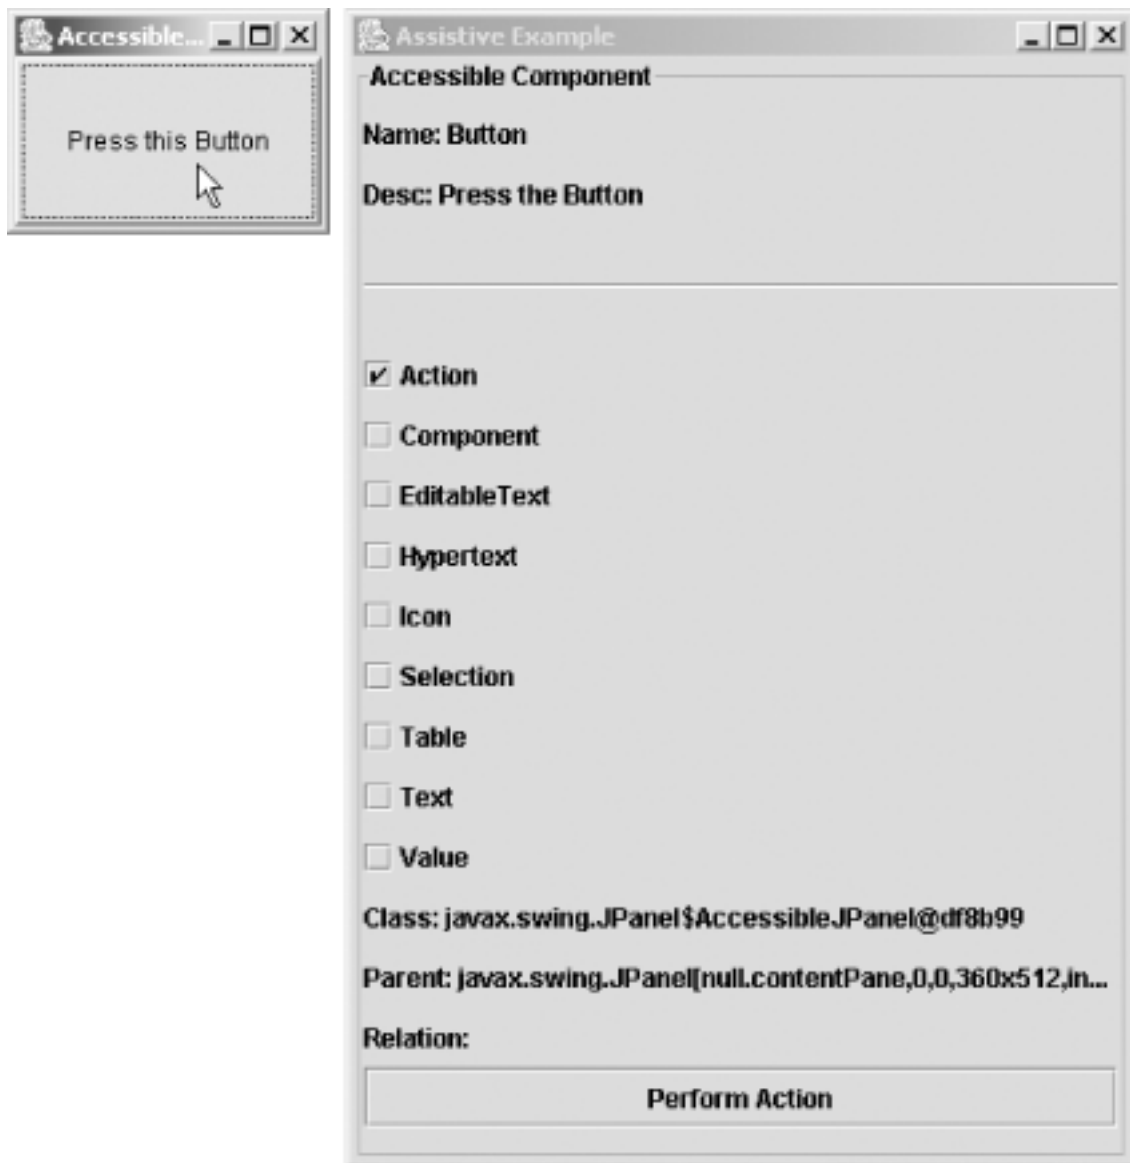 Accessible...
Press this Button
Assistive Example
Accessible Component
Name: Button
Desc: Press the Button
Action
Component
EditableText
Hypertext
Icon
Selection
Table
Text
Value
Class: javax.swing.JPanel$AccessibleJPanel@df8b99
Parent: javax.swing.JPanel[null.contentPane,0,0,360x512,in...
Relation:
Perform Action